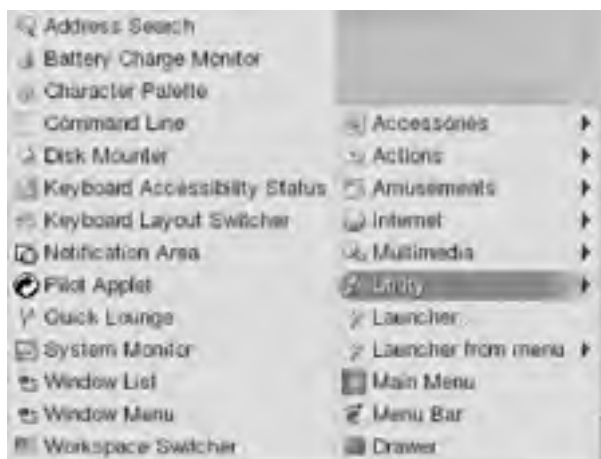 Address Search
Battery Charge Monitor
Character Palette
Command Line
Disk Mounter
Keyboard Accessibility Status
Keyboard Layout Switcher
Notification Area
Pilot Applet
Quick Lounge
System Monitor
Window List
Window Menu
Workspace Switcher
Accessories
Actions
Amusements
Internet
Multimedia
Utility
Launcher
Launcher from menu
Main Menu
Menu Bar
Drawer